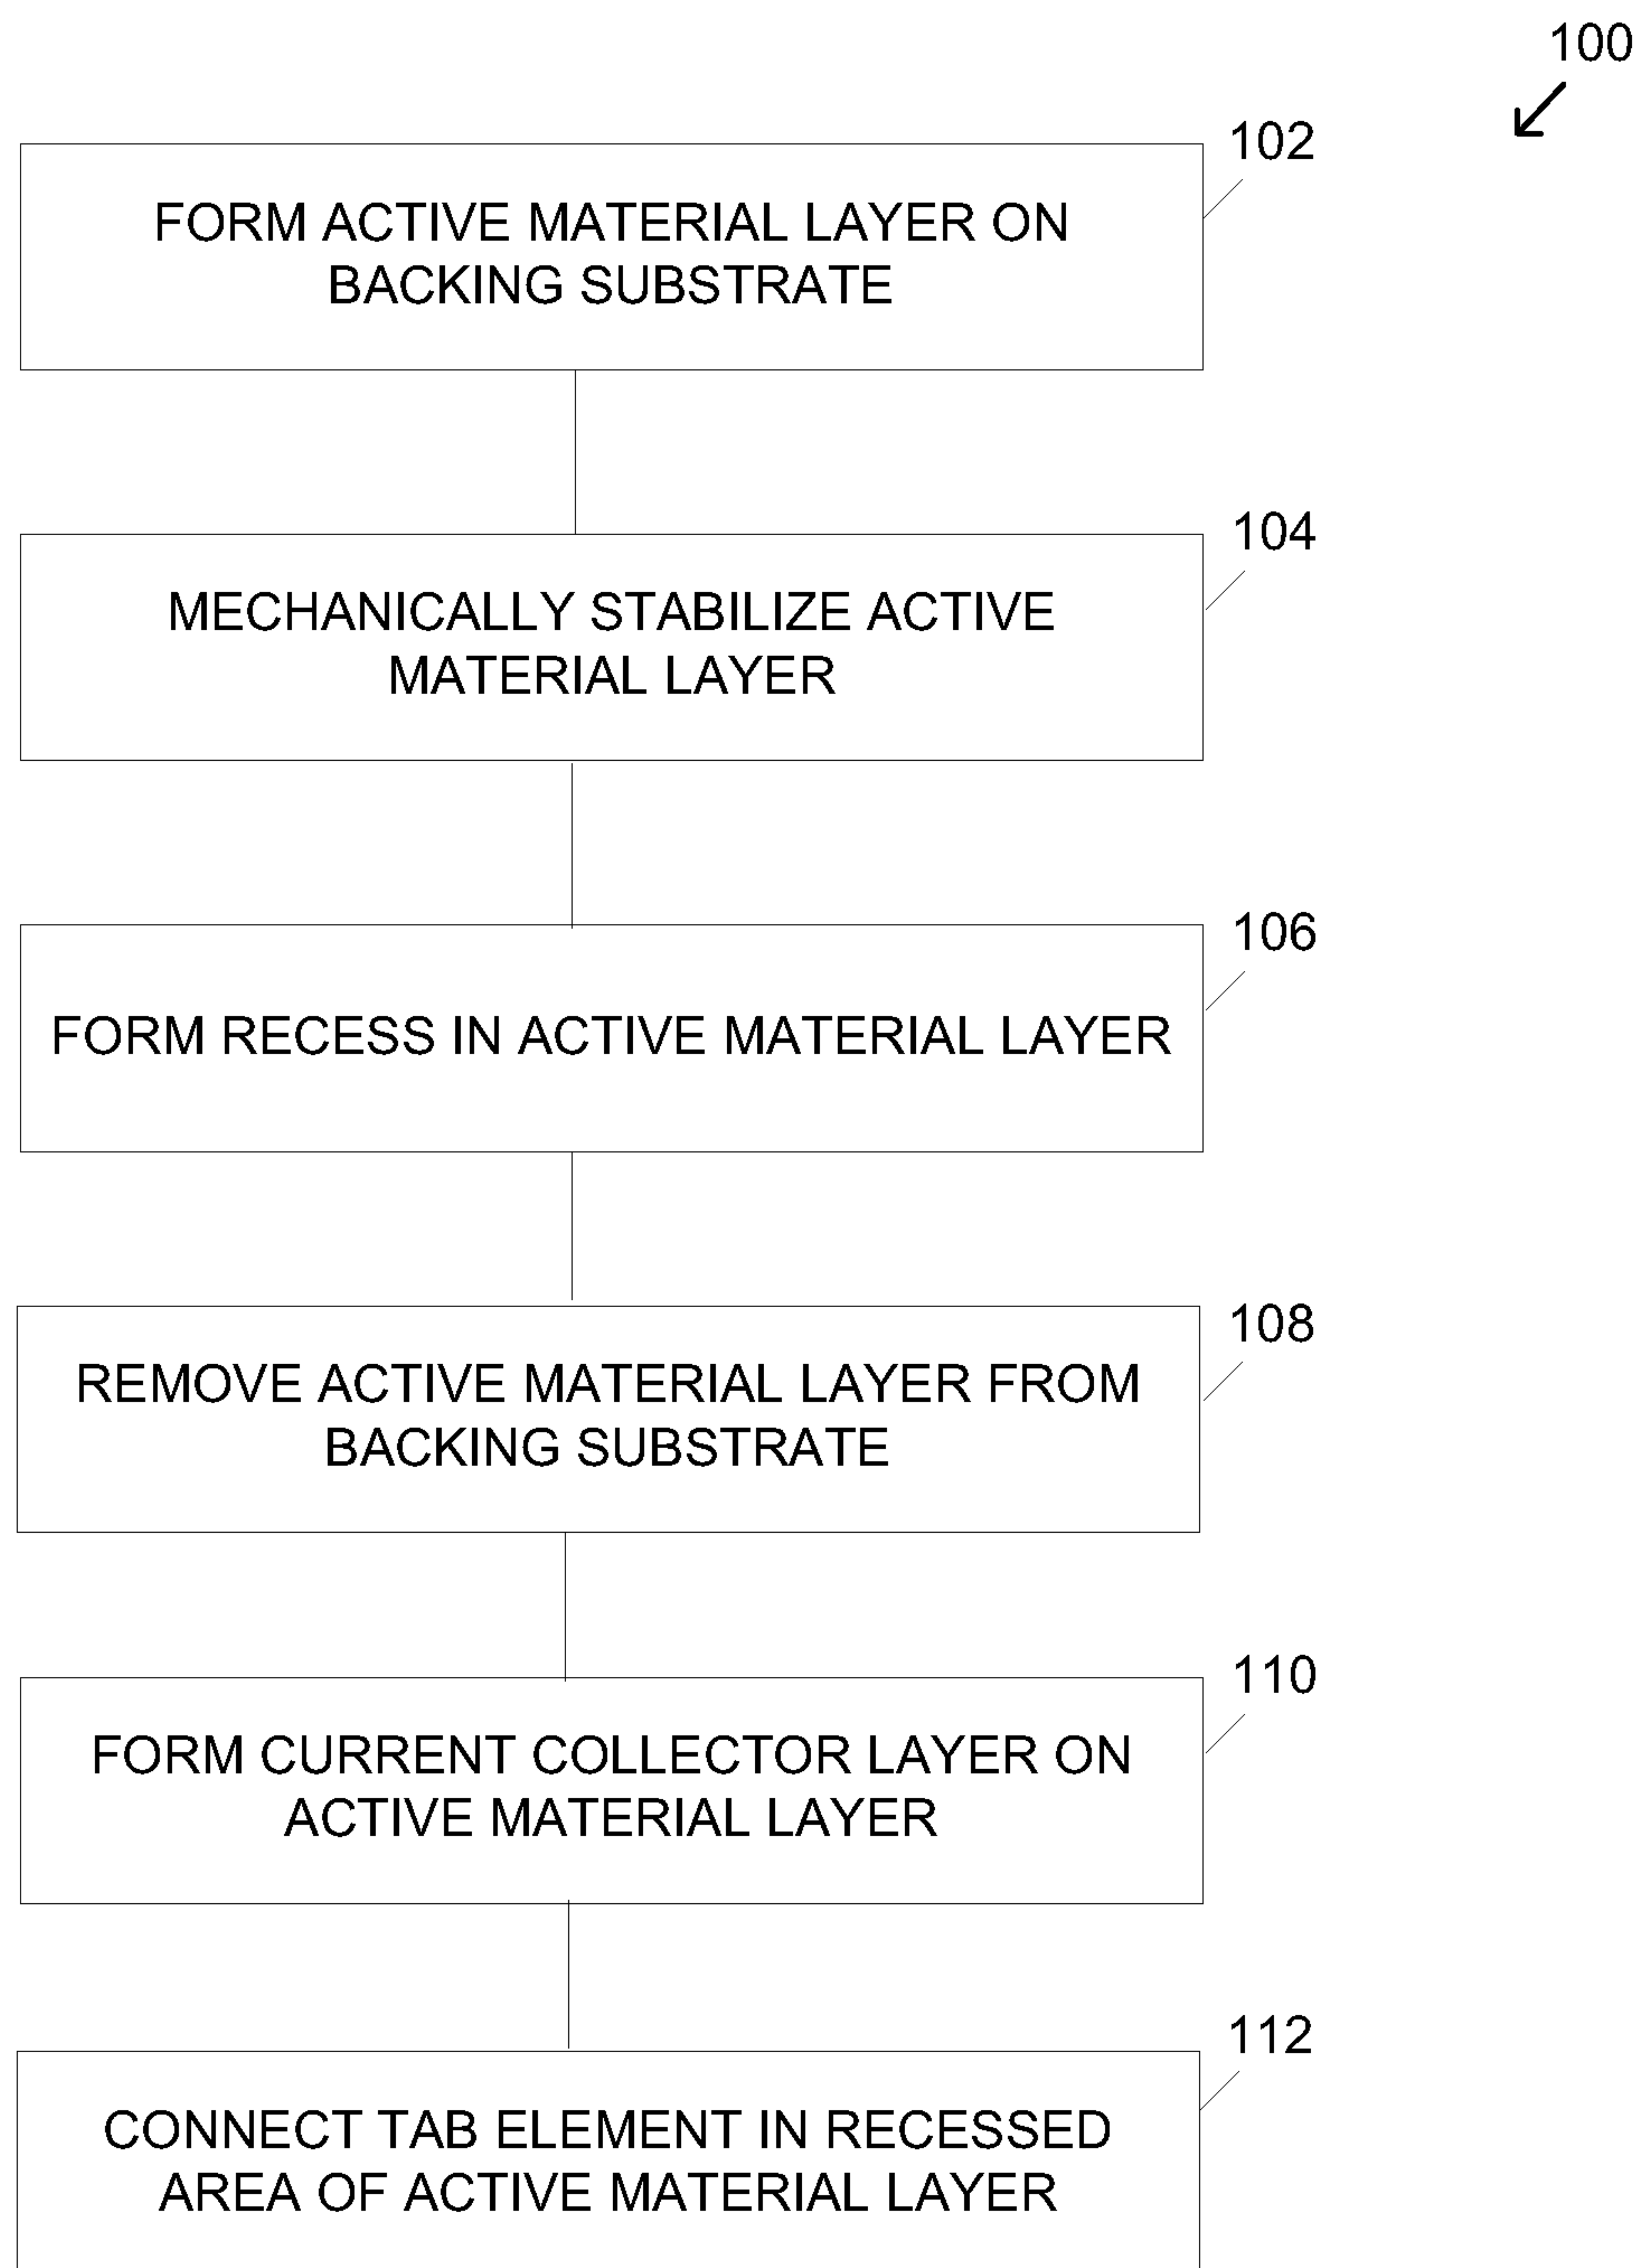 100
102
FORM ACTIVE MATERIAL LAYER ON
BACKING SUBSTRATE
104
MECHANICALLY STABILIZE ACTIVE
MATERIAL LAYER
106
FORM RECESS IN ACTIVE MATERIAL LAYER
108
REMOVE ACTIVE MATERIAL LAYER FROM
BACKING SUBSTRATE
110
FORM CURRENT COLLECTOR LAYER ON
ACTIVE MATERIAL LAYER
112
CONNECT TAB ELEMENT IN RECESSED
AREA OF ACTIVE MATERIAL LAYER